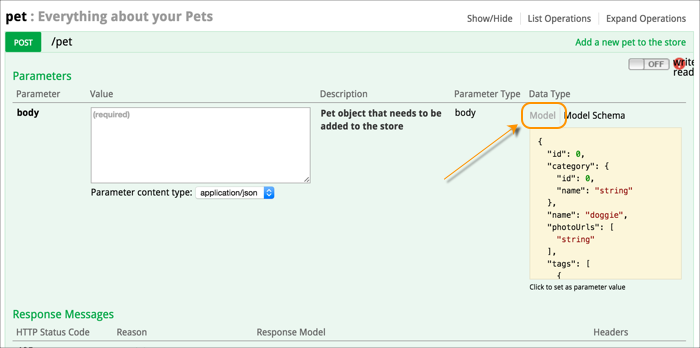 pet : Everything about your Pets
Show/Hide List Operations Expand Operations
POST /pet Add a new pet to the store
OFF write
read
Parameters
Parameter Value Description Parameter Type Data Type
body (required) Pet object that needs to be added to the store body Model Model Schema
{
"id": 0,
"category": {
"id": 0,
"name": "string"
},
"name": "doggie",
"photoUrls": [
"string"
],
"tags": [
{
Parameter content type: application/json
Click to set as parameter value
Response Messages
HTTP Status Code Reason Response Model Headers